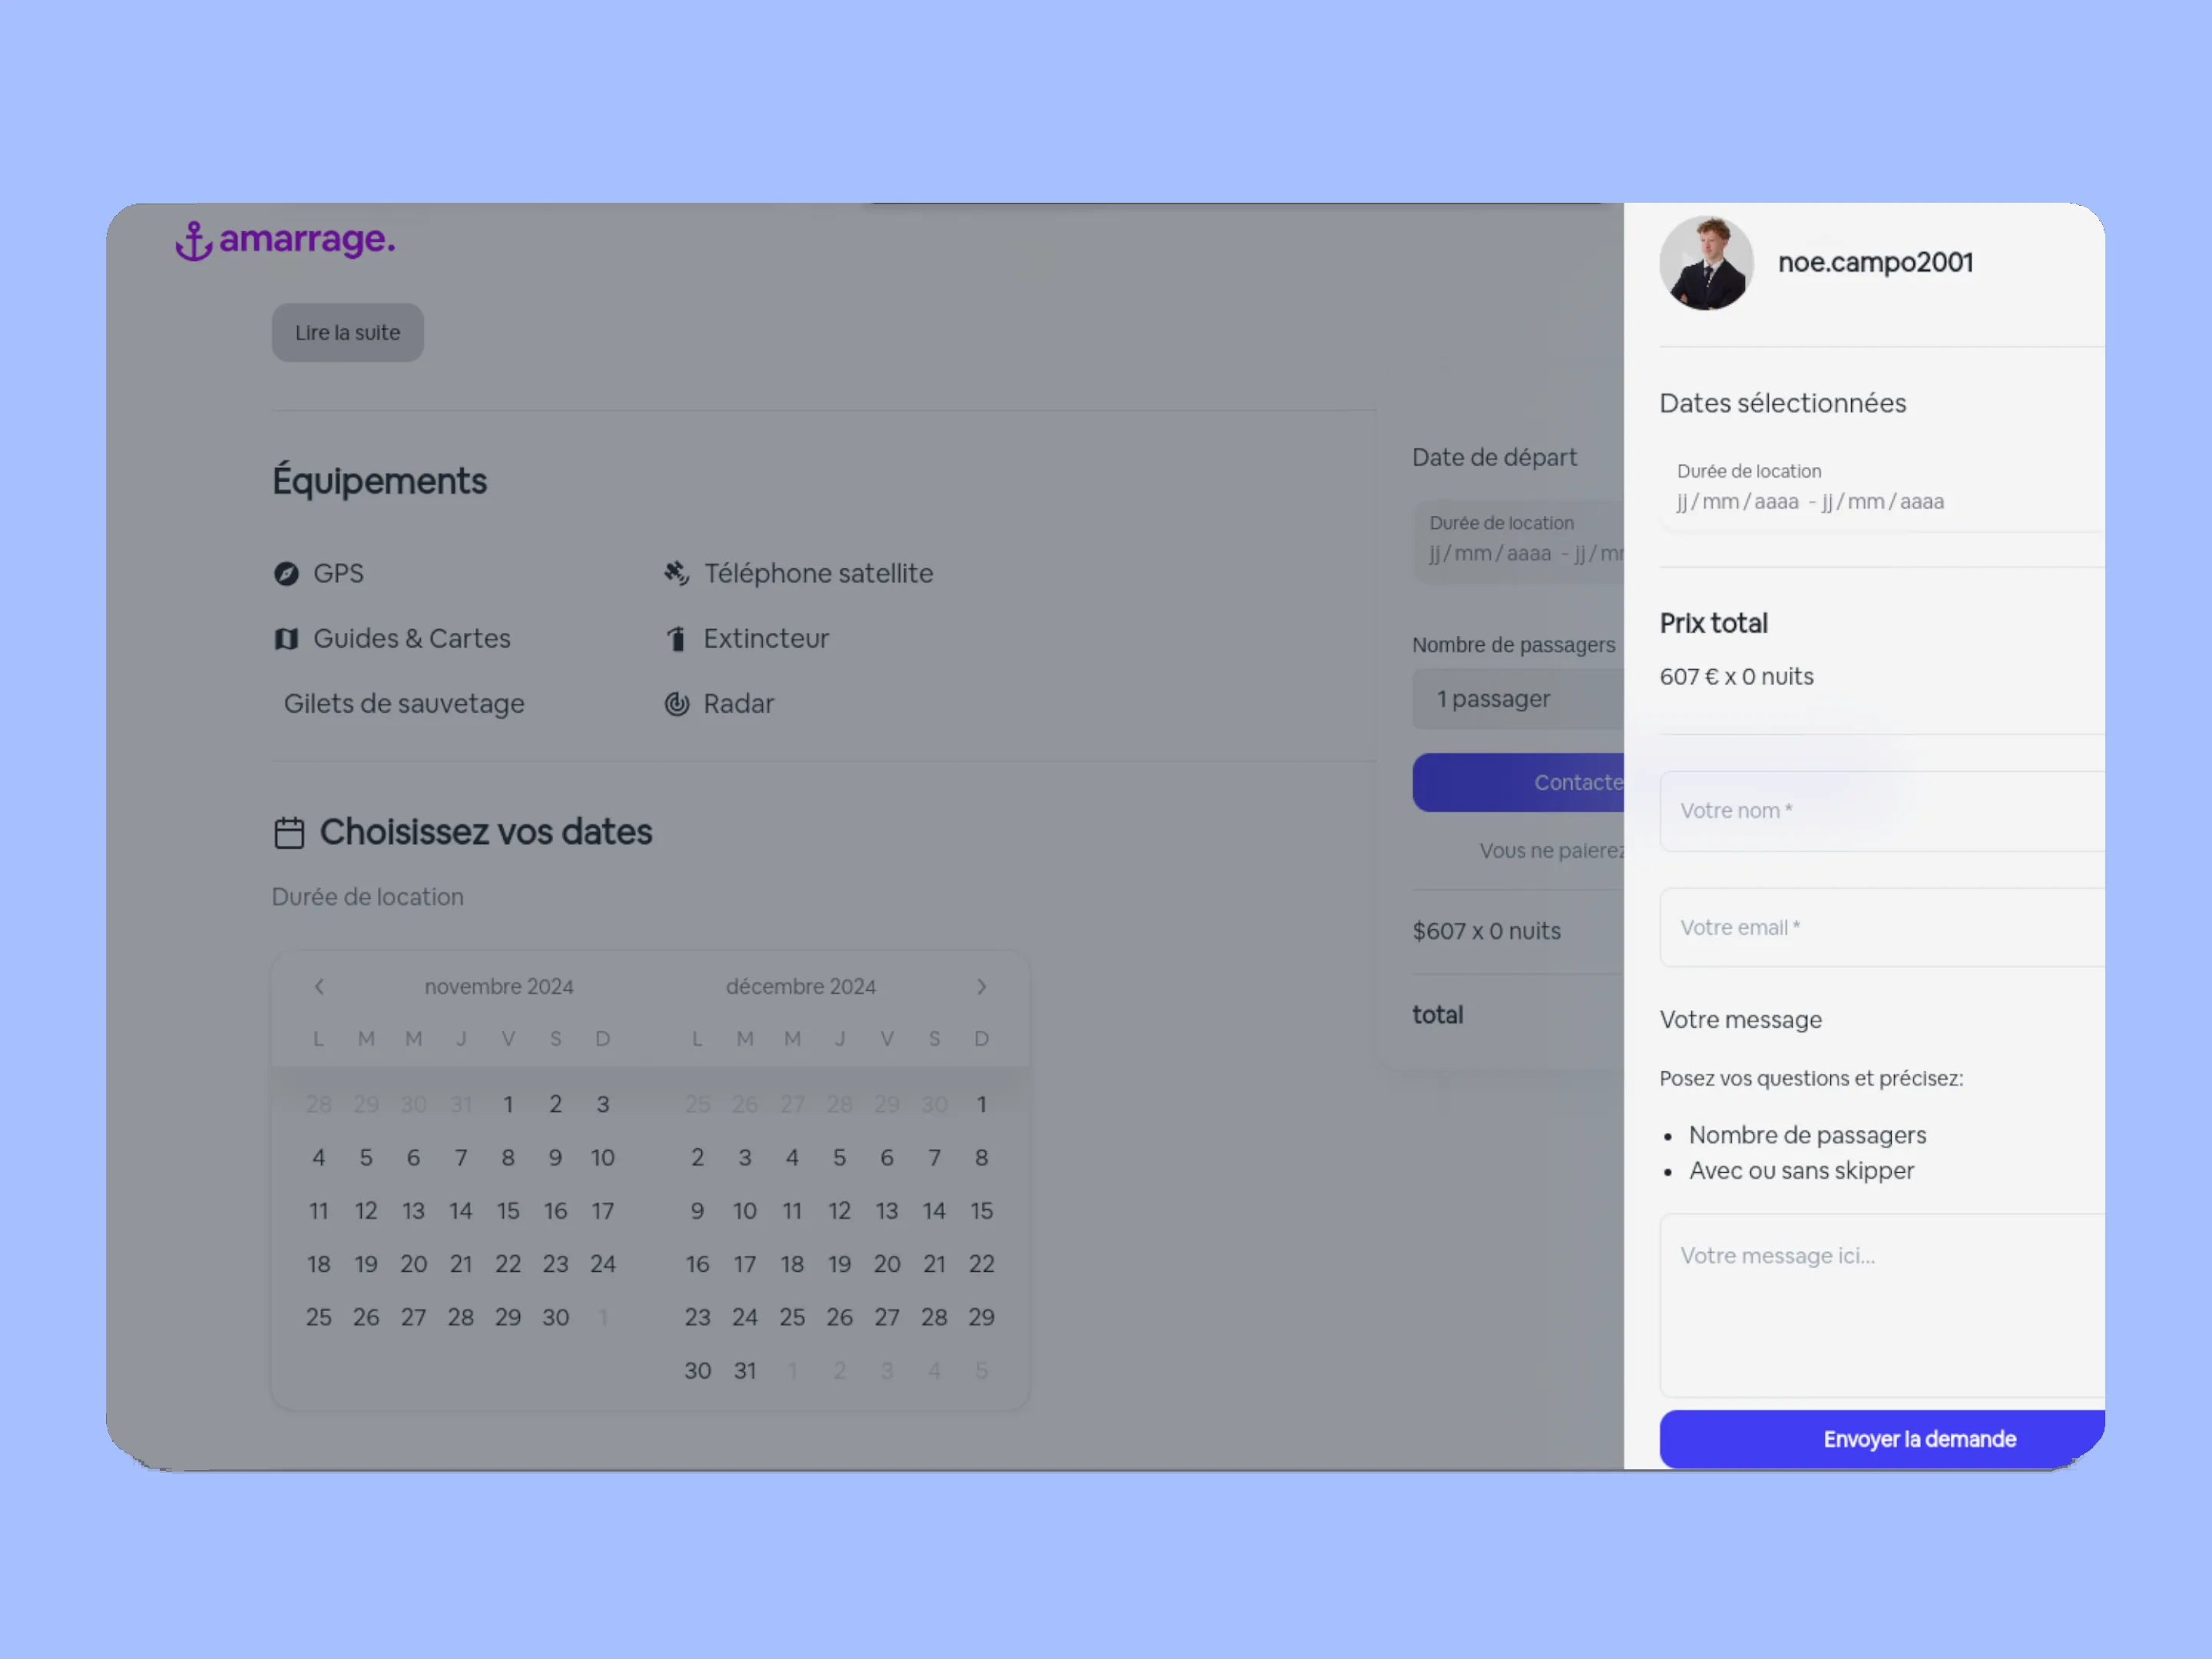 amarrage.
Lire la suite
Équipements
GPS
Téléphone satellite
Guides & Cartes
Extincteur
Gilets de sauvetage
Radar
Choisissez vos dates
Durée de location
novembre 2024
L M M J V S D
28 29 30 31 1 2 3
4 5 6 7 8 9 10
11 12 13 14 15 16 17
18 19 20 21 22 23 24
25 26 27 28 29 30 1
décembre 2024
L M M J V S D
25 26 27 28 29 30 1
2 3 4 5 6 7 8
9 10 11 12 13 14 15
16 17 18 19 20 21 22
23 24 25 26 27 28 29
30 31 1 2 3 4 5
Date de départ
Durée de location
jj / mm / aaaa - jj / m
Nombre de passagers
1 passager
Contacte
Vous ne paierez
$607 x 0 nuits
total
noe.campo2001
Dates sélectionnées
Durée de location
jj / mm / aaaa - jj / mm / aaaa
Prix total
607 € x 0 nuits
Votre nom *
Votre email *
Votre message
Posez vos questions et précisez:
• Nombre de passagers
• Avec ou sans skipper
Votre message ici...
Envoyer la demande